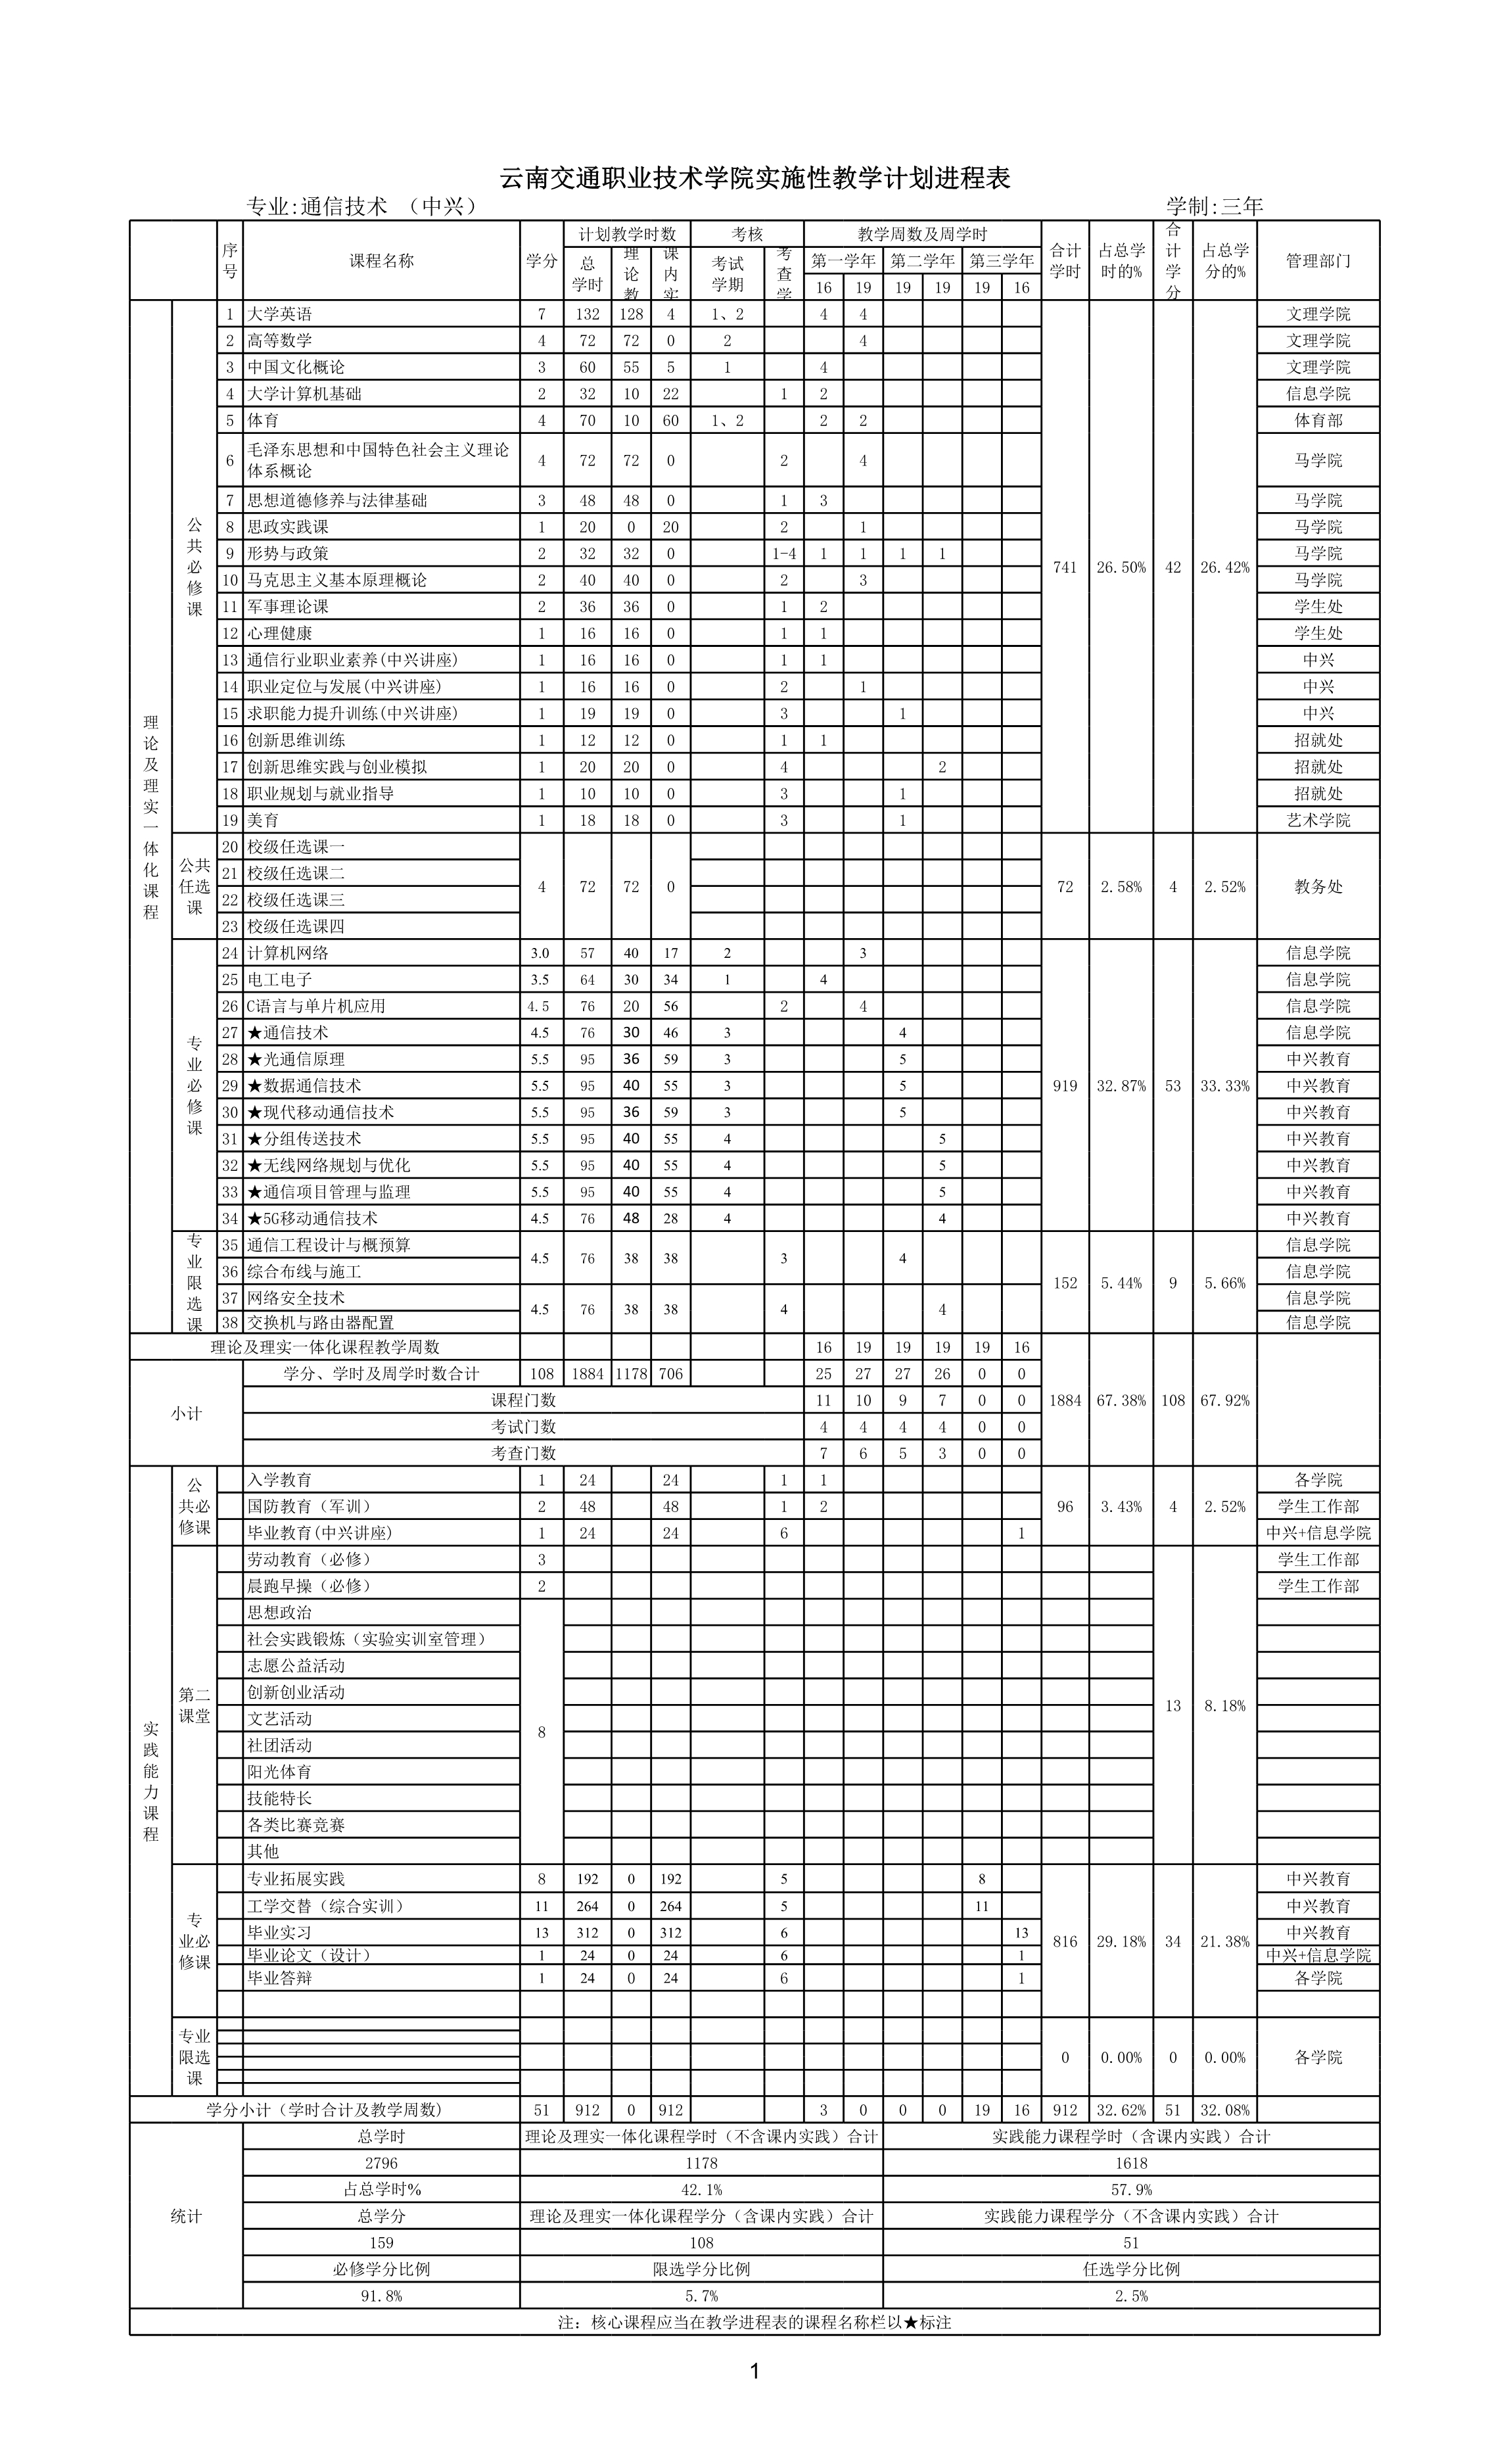 云南交通职业技术学院实施性教学计划进程表
专业:通信技术 （中兴） 学制:三年
序号 课程名称 学分 计划教学时数 考核 教学周数及周学时 合计学时 占总学时的% 合计学分 占总学分的% 管理部门
总学时 理论教 课内实 考试学期 考查学 第一学年 第二学年 第三学年
16 19 19 19 19 16
理论及理实一体化课程
公共必修课
1 大学英语 7 132 128 4 1、2 4 4 文理学院
2 高等数学 4 72 72 0 2 4 文理学院
3 中国文化概论 3 60 55 5 1 4 文理学院
4 大学计算机基础 2 32 10 22 1 2 信息学院
5 体育 4 70 10 60 1、2 2 2 体育部
6 毛泽东思想和中国特色社会主义理论体系概论 4 72 72 0 2 4 马学院
7 思想道德修养与法律基础 3 48 48 0 1 3 马学院
8 思政实践课 1 20 0 20 2 1 马学院
9 形势与政策 2 32 32 0 1-4 1 1 1 1 马学院
741 26.50% 42 26.42%
10 马克思主义基本原理概论 2 40 40 0 2 3 马学院
11 军事理论课 2 36 36 0 1 2 学生处
12 心理健康 1 16 16 0 1 1 学生处
13 通信行业职业素养(中兴讲座) 1 16 16 0 1 1 中兴
14 职业定位与发展(中兴讲座) 1 16 16 0 2 1 中兴
15 求职能力提升训练(中兴讲座) 1 19 19 0 3 1 中兴
16 创新思维训练 1 12 12 0 1 1 招就处
17 创新思维实践与创业模拟 1 20 20 0 4 2 招就处
18 职业规划与就业指导 1 10 10 0 3 1 招就处
19 美育 1 18 18 0 3 1 艺术学院
公共任选课
20 校级任选课一
21 校级任选课二
4 72 72 0 72 2.58% 4 2.52% 教务处
22 校级任选课三
23 校级任选课四
专业必修课
24 计算机网络 3.0 57 40 17 2 3 信息学院
25 电工电子 3.5 64 30 34 1 4 信息学院
26 C语言与单片机应用 4.5 76 20 56 2 4 信息学院
27 ★通信技术 4.5 76 30 46 3 4 信息学院
28 ★光通信原理 5.5 95 36 59 3 5 中兴教育
29 ★数据通信技术 5.5 95 40 55 3 5 919 32.87% 53 33.33% 中兴教育
30 ★现代移动通信技术 5.5 95 36 59 3 5 中兴教育
31 ★分组传送技术 5.5 95 40 55 4 5 中兴教育
32 ★无线网络规划与优化 5.5 95 40 55 4 5 中兴教育
33 ★通信项目管理与监理 5.5 95 40 55 4 5 中兴教育
34 ★5G移动通信技术 4.5 76 48 28 4 4 中兴教育
专业限选课
35 通信工程设计与概预算 信息学院
4.5 76 38 38 3 4
36 综合布线与施工 信息学院
152 5.44% 9 5.66%
37 网络安全技术 信息学院
4.5 76 38 38 4 4
38 交换机与路由器配置 信息学院
理论及理实一体化课程教学周数 16 19 19 19 19 16
小计
学分、学时及周学时数合计 108 1884 1178 706 25 27 27 26 0 0
课程门数 11 10 9 7 0 0 1884 67.38% 108 67.92%
考试门数 4 4 4 4 0 0
考查门数 7 6 5 3 0 0
实践能力课程
公共必修课
入学教育 1 24 24 1 1 各学院
国防教育（军训） 2 48 48 1 2 96 3.43% 4 2.52% 学生工作部
毕业教育(中兴讲座) 1 24 24 6 1 中兴+信息学院
第二课堂
劳动教育（必修） 3 学生工作部
晨跑早操（必修） 2 学生工作部
思想政治
社会实践锻炼（实验实训室管理）
志愿公益活动
创新创业活动
13 8.18%
文艺活动
8
社团活动
阳光体育
技能特长
各类比赛竞赛
其他
专业必修课
专业拓展实践 8 192 0 192 5 8 中兴教育
工学交替（综合实训） 11 264 0 264 5 11 中兴教育
毕业实习 13 312 0 312 6 13 中兴教育
816 29.18% 34 21.38%
毕业论文（设计） 1 24 0 24 6 1 中兴+信息学院
毕业答辩 1 24 0 24 6 1 各学院
专业限选课 0 0.00% 0 0.00% 各学院
学分小计（学时合计及教学周数） 51 912 0 912 3 0 0 0 19 16 912 32.62% 51 32.08%
统计
总学时 理论及理实一体化课程学时（不含课内实践）合计 实践能力课程学时（含课内实践）合计
2796 1178 1618
占总学时% 42.1% 57.9%
总学分 理论及理实一体化课程学分（含课内实践）合计 实践能力课程学分（不含课内实践）合计
159 108 51
必修学分比例 限选学分比例 任选学分比例
91.8% 5.7% 2.5%
注：核心课程应当在教学进程表的课程名称栏以★标注
1